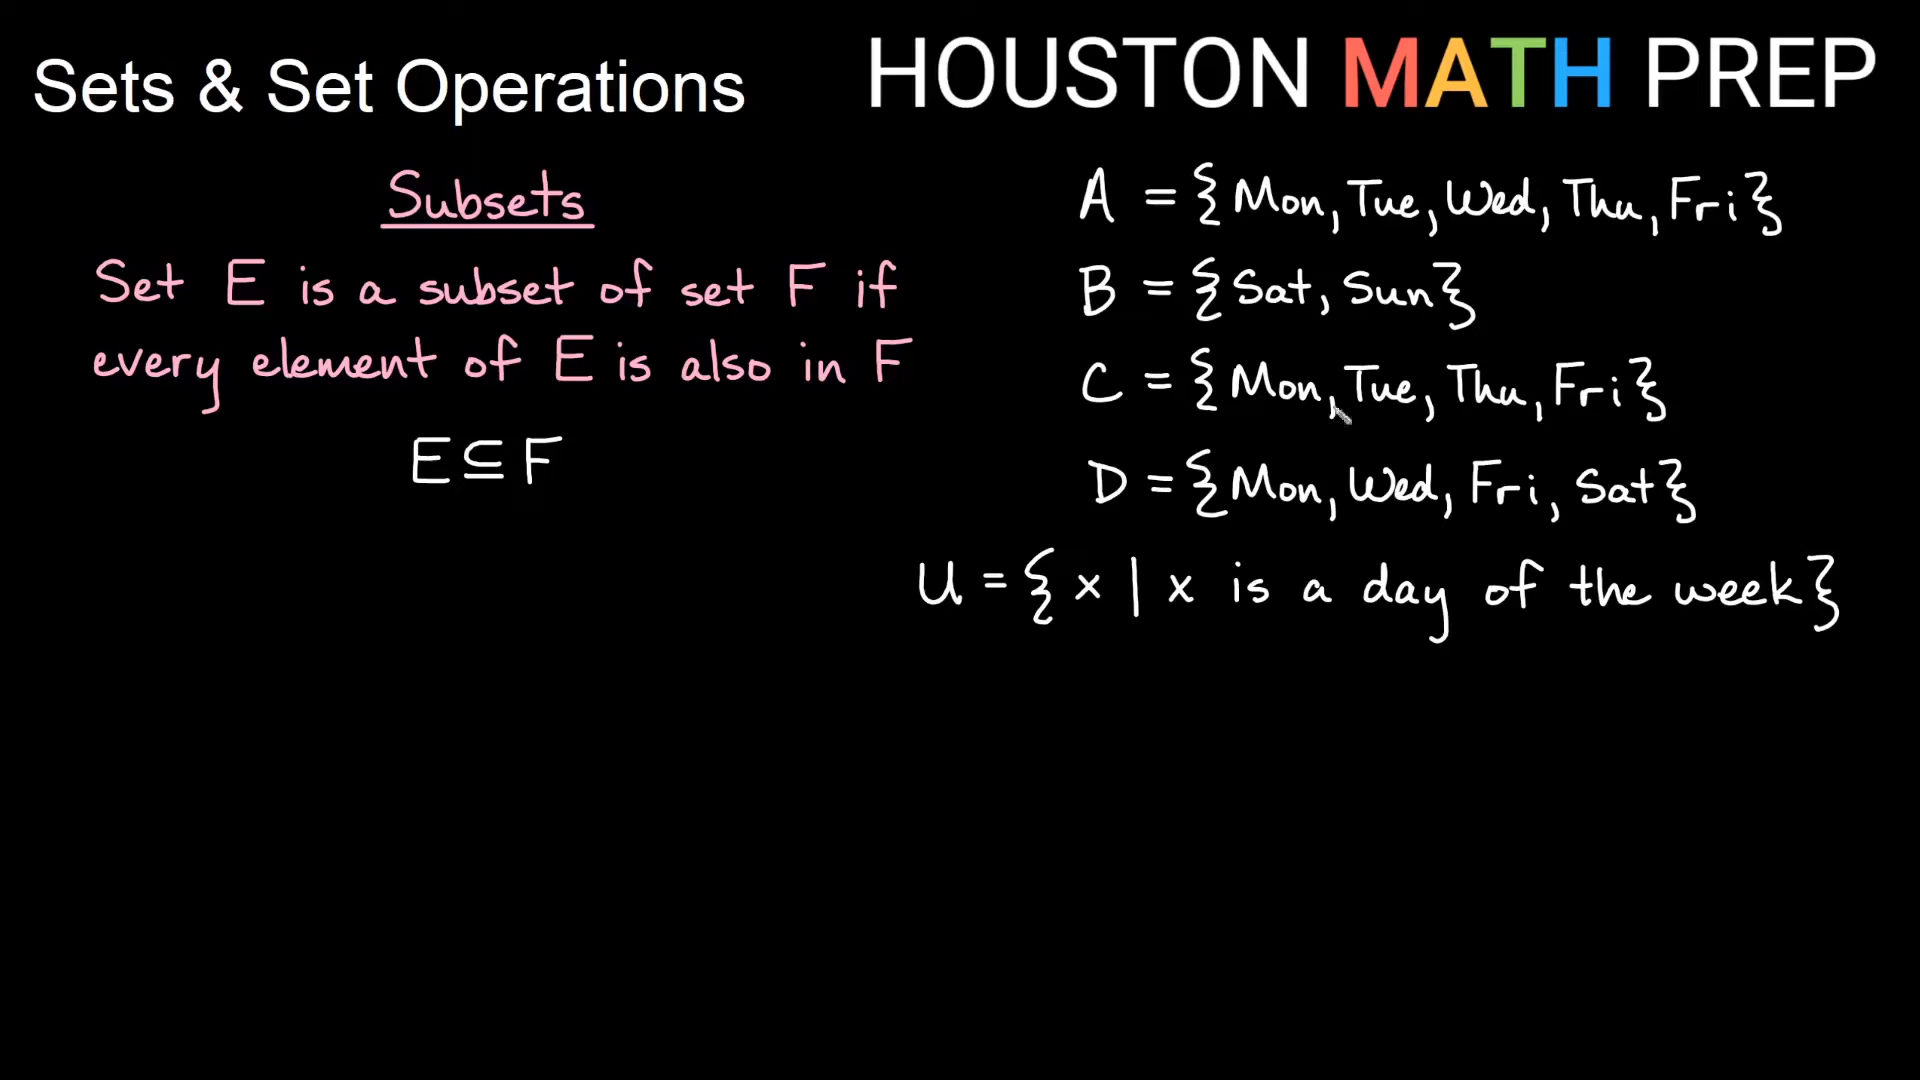 Sets & Set Operations
HOUSTON MATH PREP
Subsets
Set E is a subset of set F if
every element of E is also in F
E ⊆ F
A = {Mon, Tue, Wed, Thu, Fri}
B = {Sat, Sun}
C = {Mon, Tue, Thu, Fri}
D = {Mon, Wed, Fri, Sat}
U = {x | x is a day of the week}